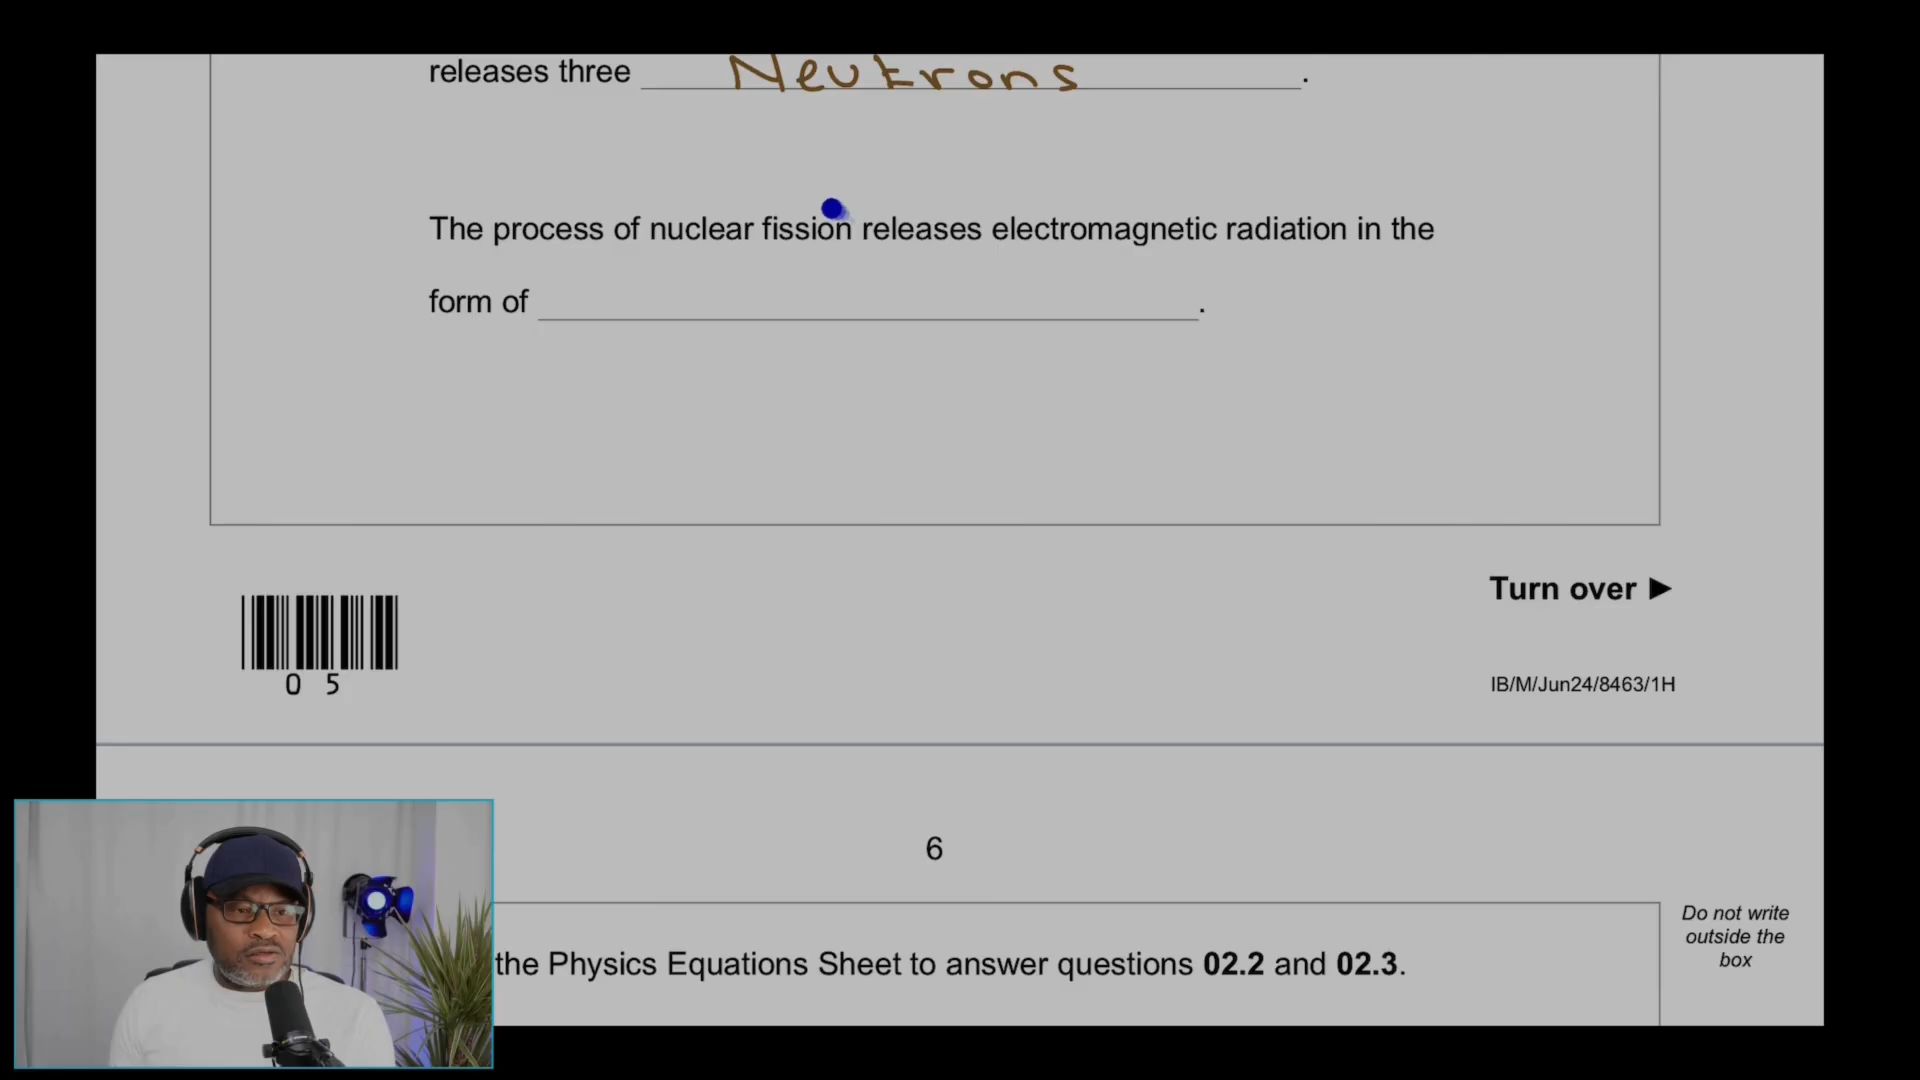 releases three Neutrons .
The process of nuclear fission releases electromagnetic radiation in the
form of .
Turn over ►
0 5
IB/M/Jun24/8463/1H
6
Do not write
outside the
box
the Physics Equations Sheet to answer questions 02.2 and 02.3.